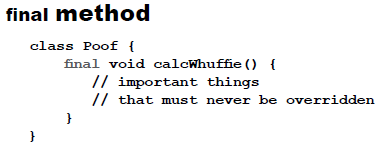 final method
class Poof {
final void calcWhuffie() {
// important things
// that must never be overridden
}
}